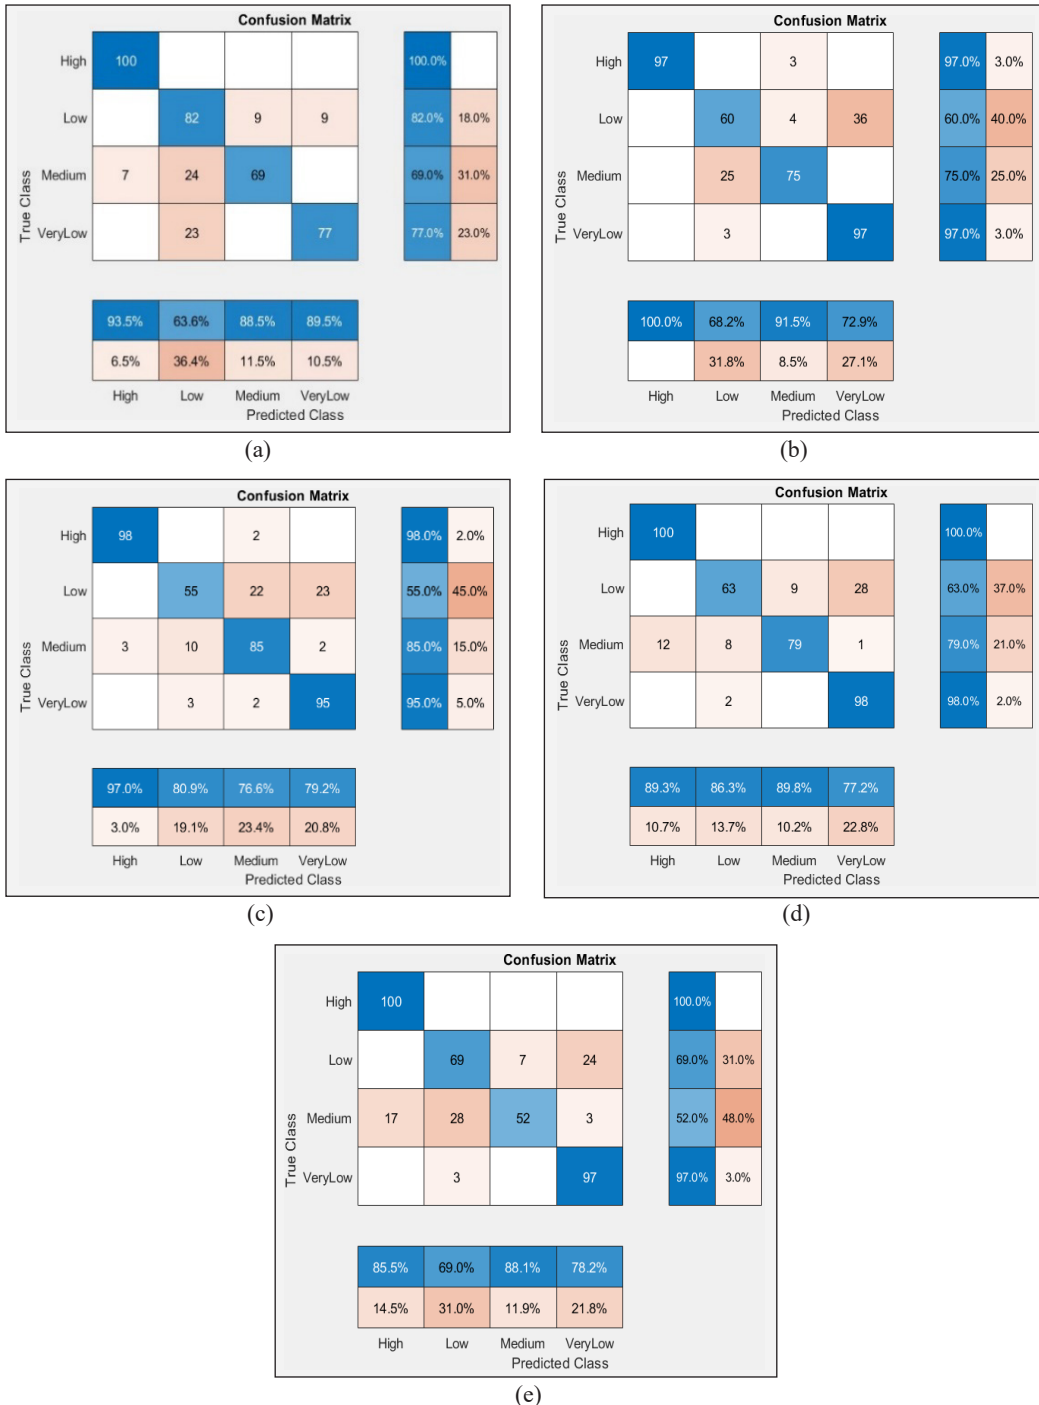 Confusion Matrix
High 100 100.0%
Low 82 9 9 82.0% 18.0%
Medium 7 24 69 69.0% 31.0%
VeryLow 23 77 77.0% 23.0%
True Class
93.5% 63.6% 88.5% 89.5%
6.5% 36.4% 11.5% 10.5%
High Low Medium VeryLow
Predicted Class
(a)
Confusion Matrix
High 97 3 97.0% 3.0%
Low 60 4 36 60.0% 40.0%
Medium 25 75 75.0% 25.0%
VeryLow 3 97 97.0% 3.0%
True Class
100.0% 68.2% 91.5% 72.9%
31.8% 8.5% 27.1%
High Low Medium VeryLow
Predicted Class
(b)
Confusion Matrix
High 98 2 98.0% 2.0%
Low 55 22 23 55.0% 45.0%
Medium 3 10 85 2 85.0% 15.0%
VeryLow 3 2 95 95.0% 5.0%
True Class
97.0% 80.9% 76.6% 79.2%
3.0% 19.1% 23.4% 20.8%
High Low Medium VeryLow
Predicted Class
(c)
Confusion Matrix
High 100 100.0%
Low 63 9 28 63.0% 37.0%
Medium 12 8 79 1 79.0% 21.0%
VeryLow 2 98 98.0% 2.0%
True Class
89.3% 86.3% 89.8% 77.2%
10.7% 13.7% 10.2% 22.8%
High Low Medium VeryLow
Predicted Class
(d)
Confusion Matrix
High 100 100.0%
Low 69 7 24 69.0% 31.0%
Medium 17 28 52 3 52.0% 48.0%
VeryLow 3 97 97.0% 3.0%
True Class
85.5% 69.0% 88.1% 78.2%
14.5% 31.0% 11.9% 21.8%
High Low Medium VeryLow
Predicted Class
(e)